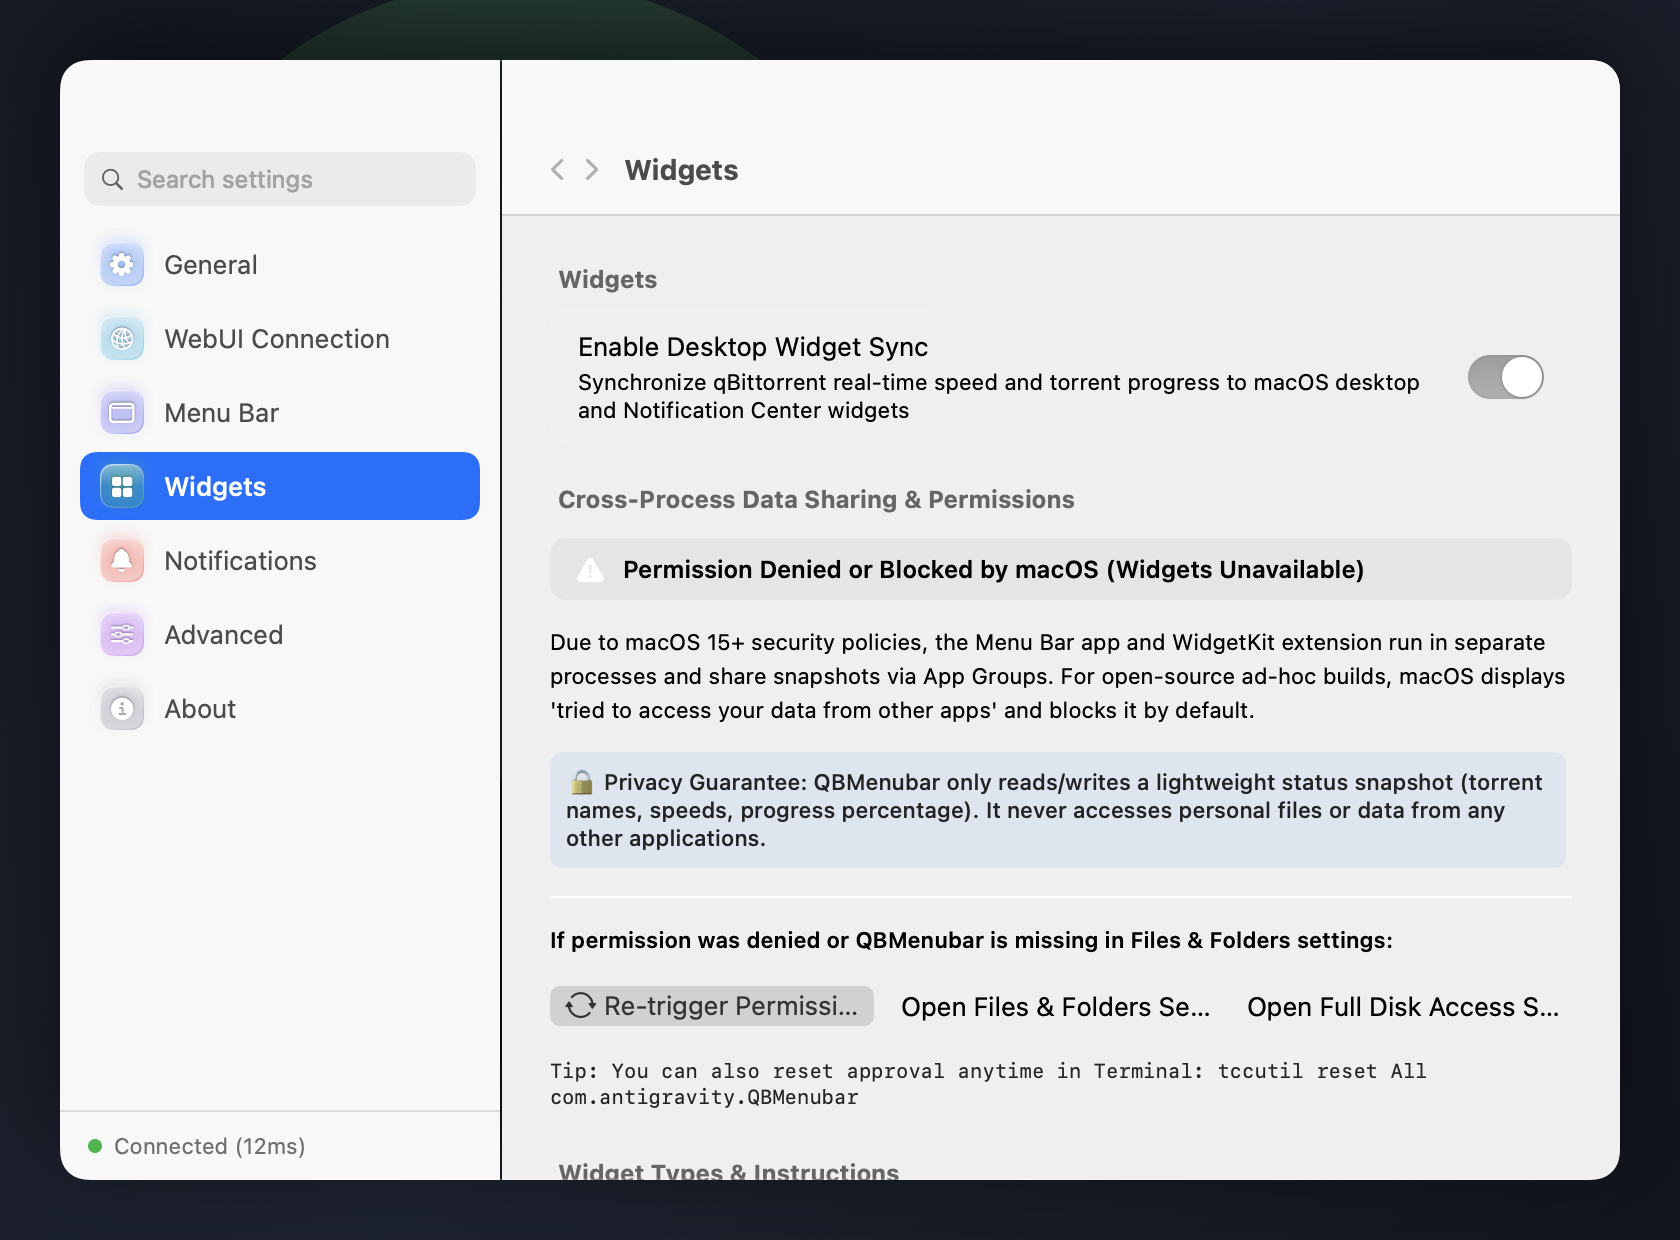 Search settings
General
WebUI Connection
Menu Bar
Widgets
Notifications
Advanced
About
Connected (12ms)
Widgets
Widgets
Enable Desktop Widget Sync
Synchronize qBittorrent real-time speed and torrent progress to macOS desktop
and Notification Center widgets
Cross-Process Data Sharing & Permissions
Permission Denied or Blocked by macOS (Widgets Unavailable)
Due to macOS 15+ security policies, the Menu Bar app and WidgetKit extension run in separate
processes and share snapshots via App Groups. For open-source ad-hoc builds, macOS displays
'tried to access your data from other apps' and blocks it by default.
🔒 Privacy Guarantee: QBMenubar only reads/writes a lightweight status snapshot (torrent
names, speeds, progress percentage). It never accesses personal files or data from any
other applications.
If permission was denied or QBMenubar is missing in Files & Folders settings:
Re-trigger Permissi... Open Files & Folders Se... Open Full Disk Access S...
Tip: You can also reset approval anytime in Terminal: tccutil reset All
com.antigravity.QBMenubar
Widget Types & Instructions